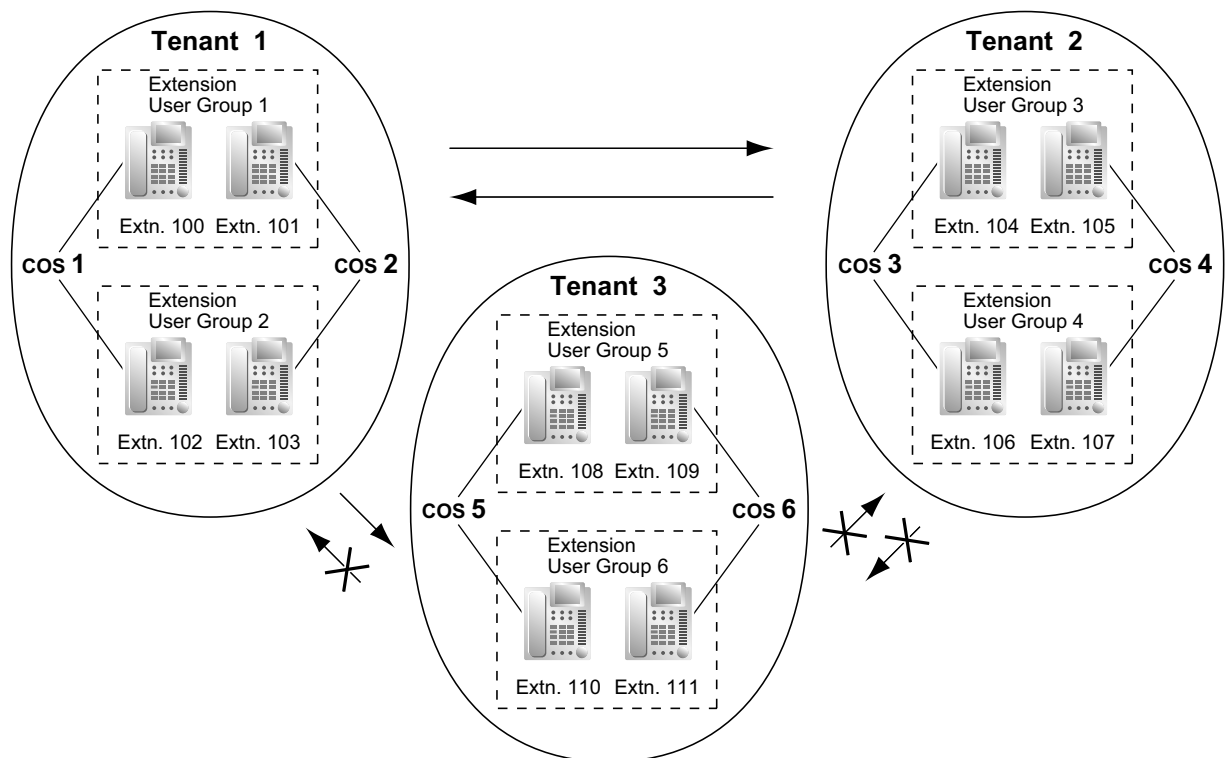 Tenant 1
Extension
User Group 1
Extn. 100 Extn. 101
COS 1
COS 2
Extension
User Group 2
Extn. 102 Extn. 103
Tenant 2
Extension
User Group 3
Extn. 104 Extn. 105
COS 3
COS 4
Extension
User Group 4
Extn. 106 Extn. 107
Tenant 3
Extension
User Group 5
Extn. 108 Extn. 109
COS 5
COS 6
Extension
User Group 6
Extn. 110 Extn. 111